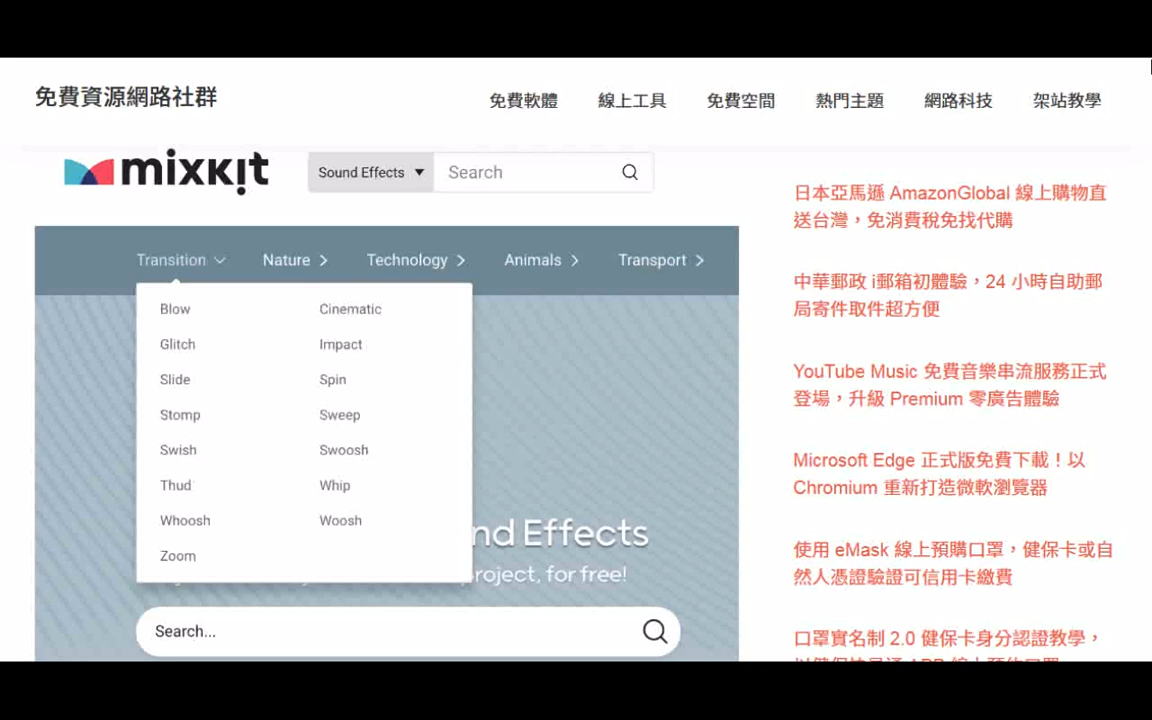 免費資源網路社群
免費軟體 線上工具 免費空間 熱門主題 網路科技 架站教學
mixkit Sound Effects Search
Transition Nature Technology Animals Transport
Blow Cinematic
Glitch Impact
Slide Spin
Stomp Sweep
Swish Swoosh
Thud Whip
Whoosh Woosh
Zoom
nd Effects
project, for free!
Search...
日本亞馬遜 AmazonGlobal 線上購物直
送台灣，免消費稅免找代購
中華郵政 i郵箱初體驗，24 小時自助郵
局寄件取件超方便
YouTube Music 免費音樂串流服務正式
登場，升級 Premium 零廣告體驗
Microsoft Edge 正式版免費下載！以
Chromium 重新打造微軟瀏覽器
使用 eMask 線上預購口罩，健保卡或自
然人憑證驗證可信用卡繳費
口罩實名制 2.0 健保卡身分認證教學，